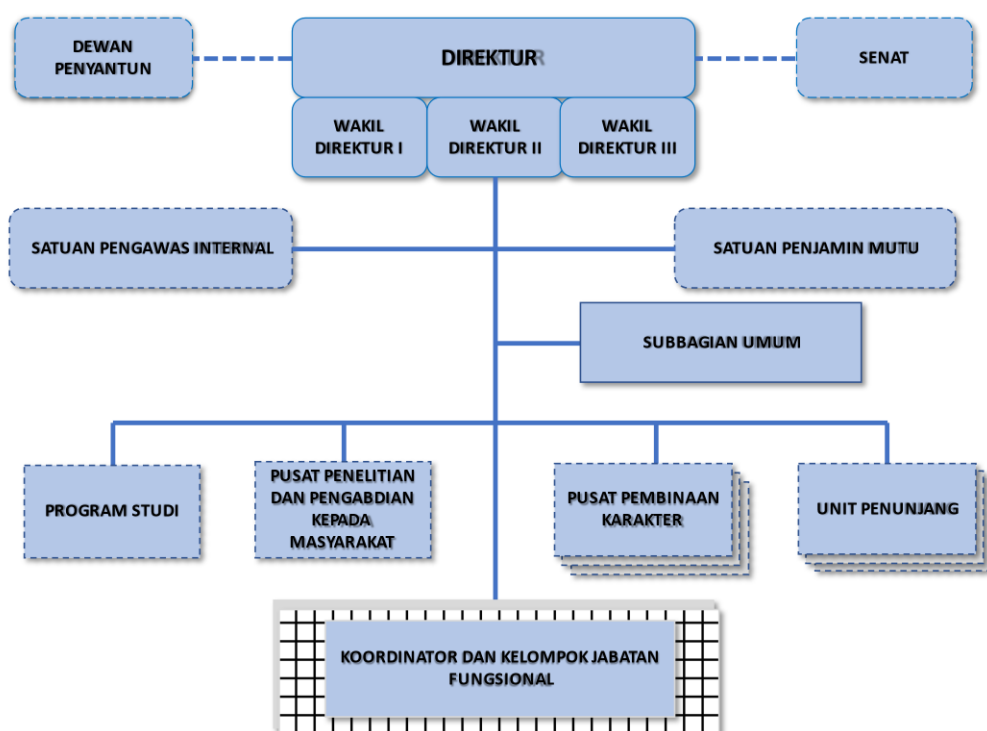 DEWAN
PENYANTUN
DIREKTUR
SENAT
WAKIL
DIREKTUR I
WAKIL
DIREKTUR II
WAKIL
DIREKTUR III
SATUAN PENGAWAS INTERNAL
SATUAN PENJAMIN MUTU
SUBBAGIAN UMUM
PROGRAM STUDI
PUSAT PENELITIAN
DAN PENGABDIAN
KEPADA
MASYARAKAT
PUSAT PEMBINAAN
KARAKTER
UNIT PENUNJANG
KOORDINATOR DAN KELOMPOK JABATAN
FUNGSIONAL